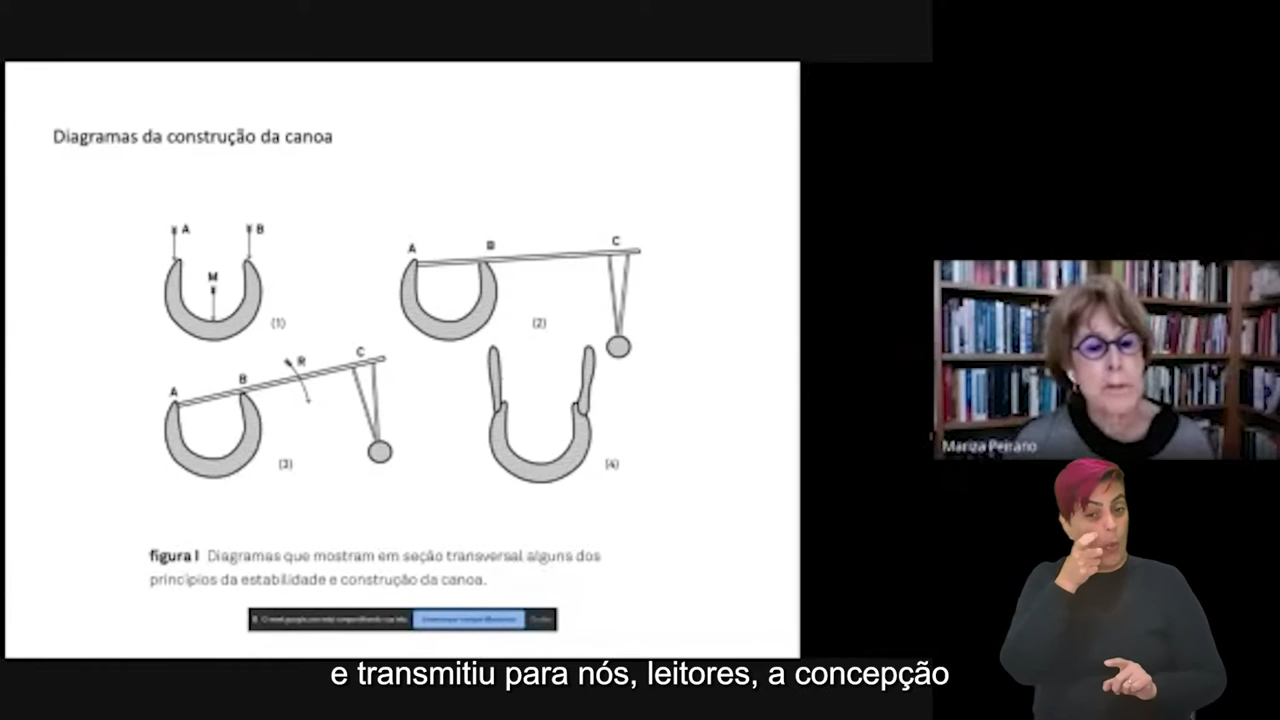 Diagramas da construção da canoa
A
B
M
(1)
A
B
C
(2)
A
B
R
C
(3)
(4)
figura I Diagramas que mostram em seção transversal alguns dos
princípios da estabilidade e construção da canoa.
Mariza Peirano
e transmitiu para nós, leitores, a concepção